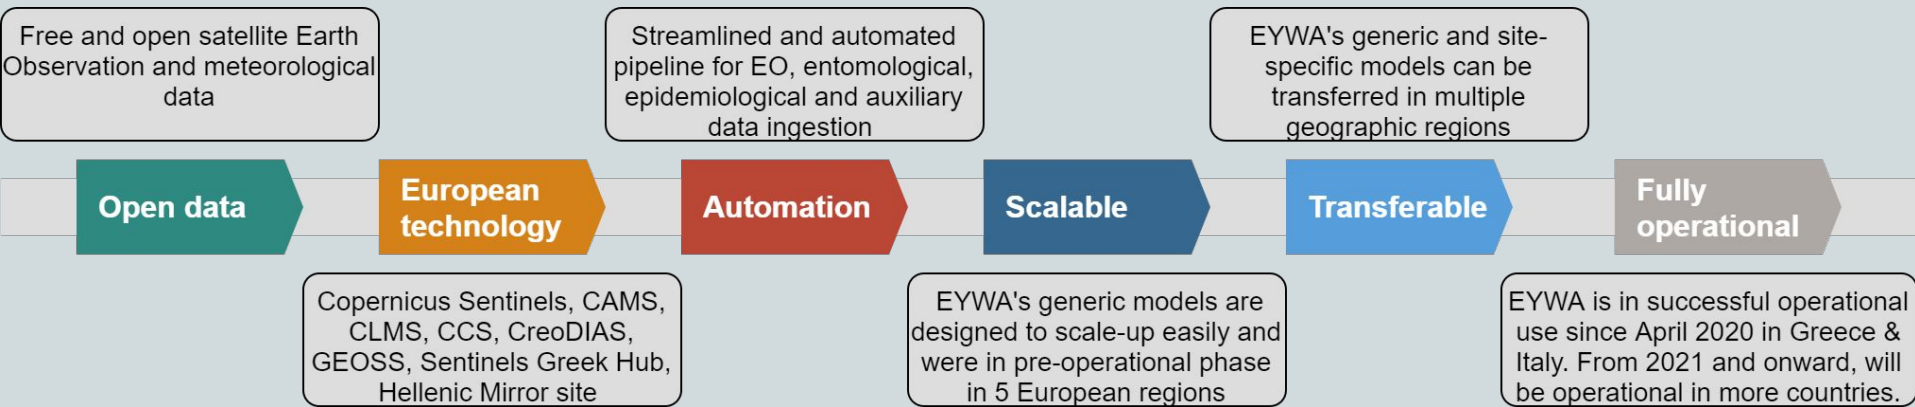 Free and open satellite Earth
Observation and meteorological
data
Streamlined and automated
pipeline for EO, entomological,
epidemiological and auxiliary
data ingestion
EYWA's generic and site-
specific models can be
transferred in multiple
geographic regions
Open data
European
technology
Automation
Scalable
Transferable
Fully
operational
Copernicus Sentinels, CAMS,
CLMS, CCS, CreoDIAS,
GEOSS, Sentinels Greek Hub,
Hellenic Mirror site
EYWA's generic models are
designed to scale-up easily and
were in pre-operational phase
in 5 European regions
EYWA is in successful operational
use since April 2020 in Greece &
Italy. From 2021 and onward, will
be operational in more countries.